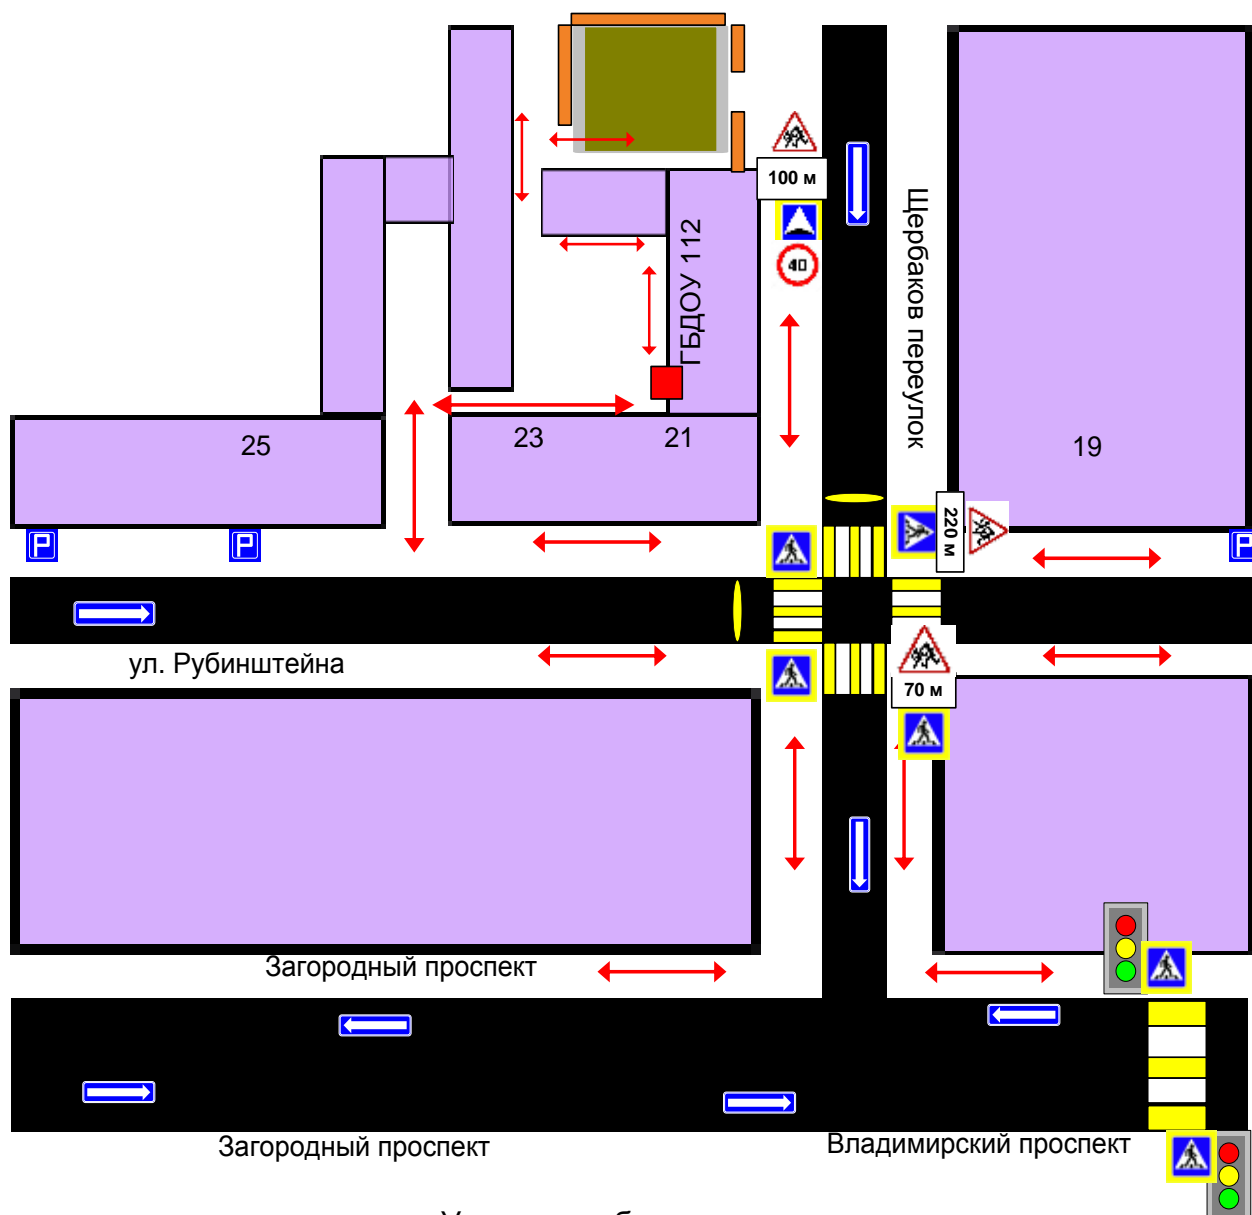 100 м
40
Щербаков переулок
ГБДОУ 112
25
23
21
19
220 м
P
P
P
ул. Рубинштейна
70 м
Загородный проспект
Загородный проспект
Владимирский проспект